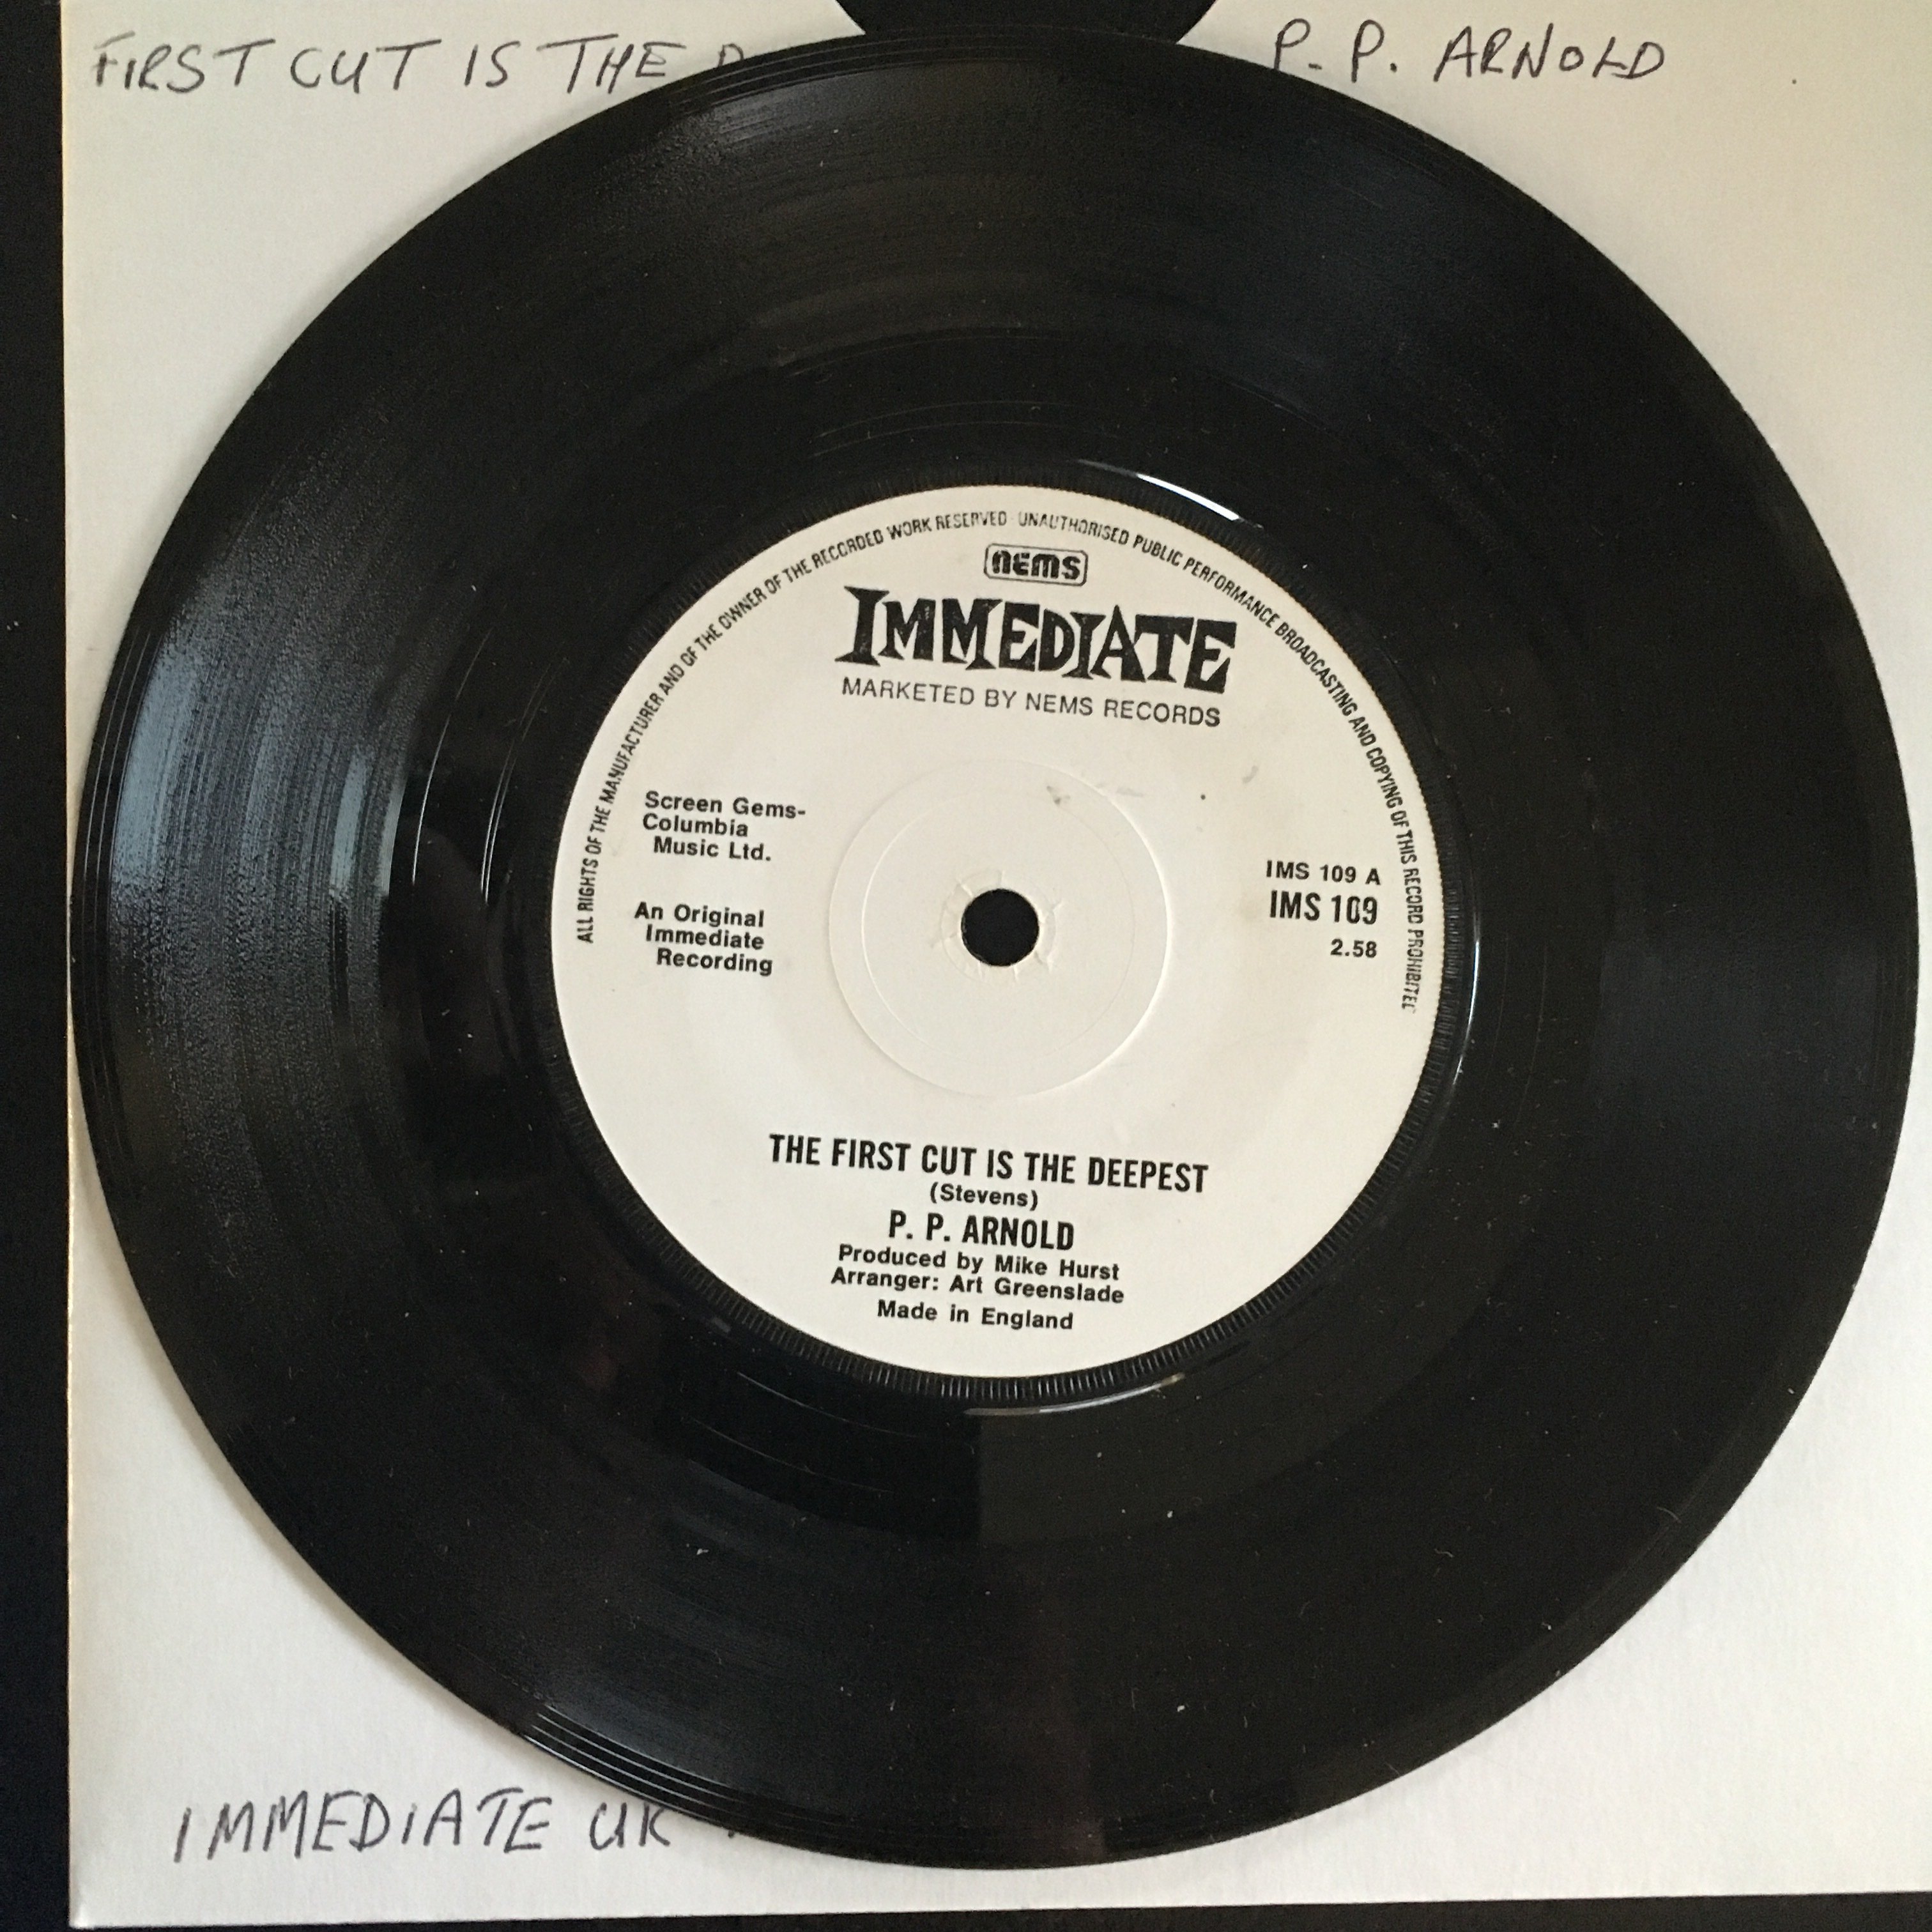 FIRST CUT IS THE
P. P. ARNOLD
ALL RIGHTS OF THE MANUFACTURER AND OF THE OWNER OF THE RECORDED WORK RESERVED · UNAUTHORISED PUBLIC PERFORMANCE BROADCASTING AND COPYING OF THIS RECORD PROHIBITED
nems
IMMEDIATE
MARKETED BY NEMS RECORDS
Screen Gems-
Columbia
Music Ltd.
An Original
Immediate
Recording
IMS 109 A
IMS 109
2.58
THE FIRST CUT IS THE DEEPEST
(Stevens)
P. P. ARNOLD
Produced by Mike Hurst
Arranger: Art Greenslade
Made in England
IMMEDIATE UK